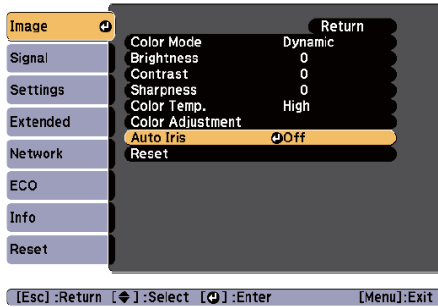 Image
Signal
Settings
Extended
Network
ECO
Info
Reset
Return
Color Mode Dynamic
Brightness 0
Contrast 0
Sharpness 0
Color Temp. High
Color Adjustment
Auto Iris Off
Reset
[Esc] :Return [ ] :Select [ ] :Enter [Menu]:Exit